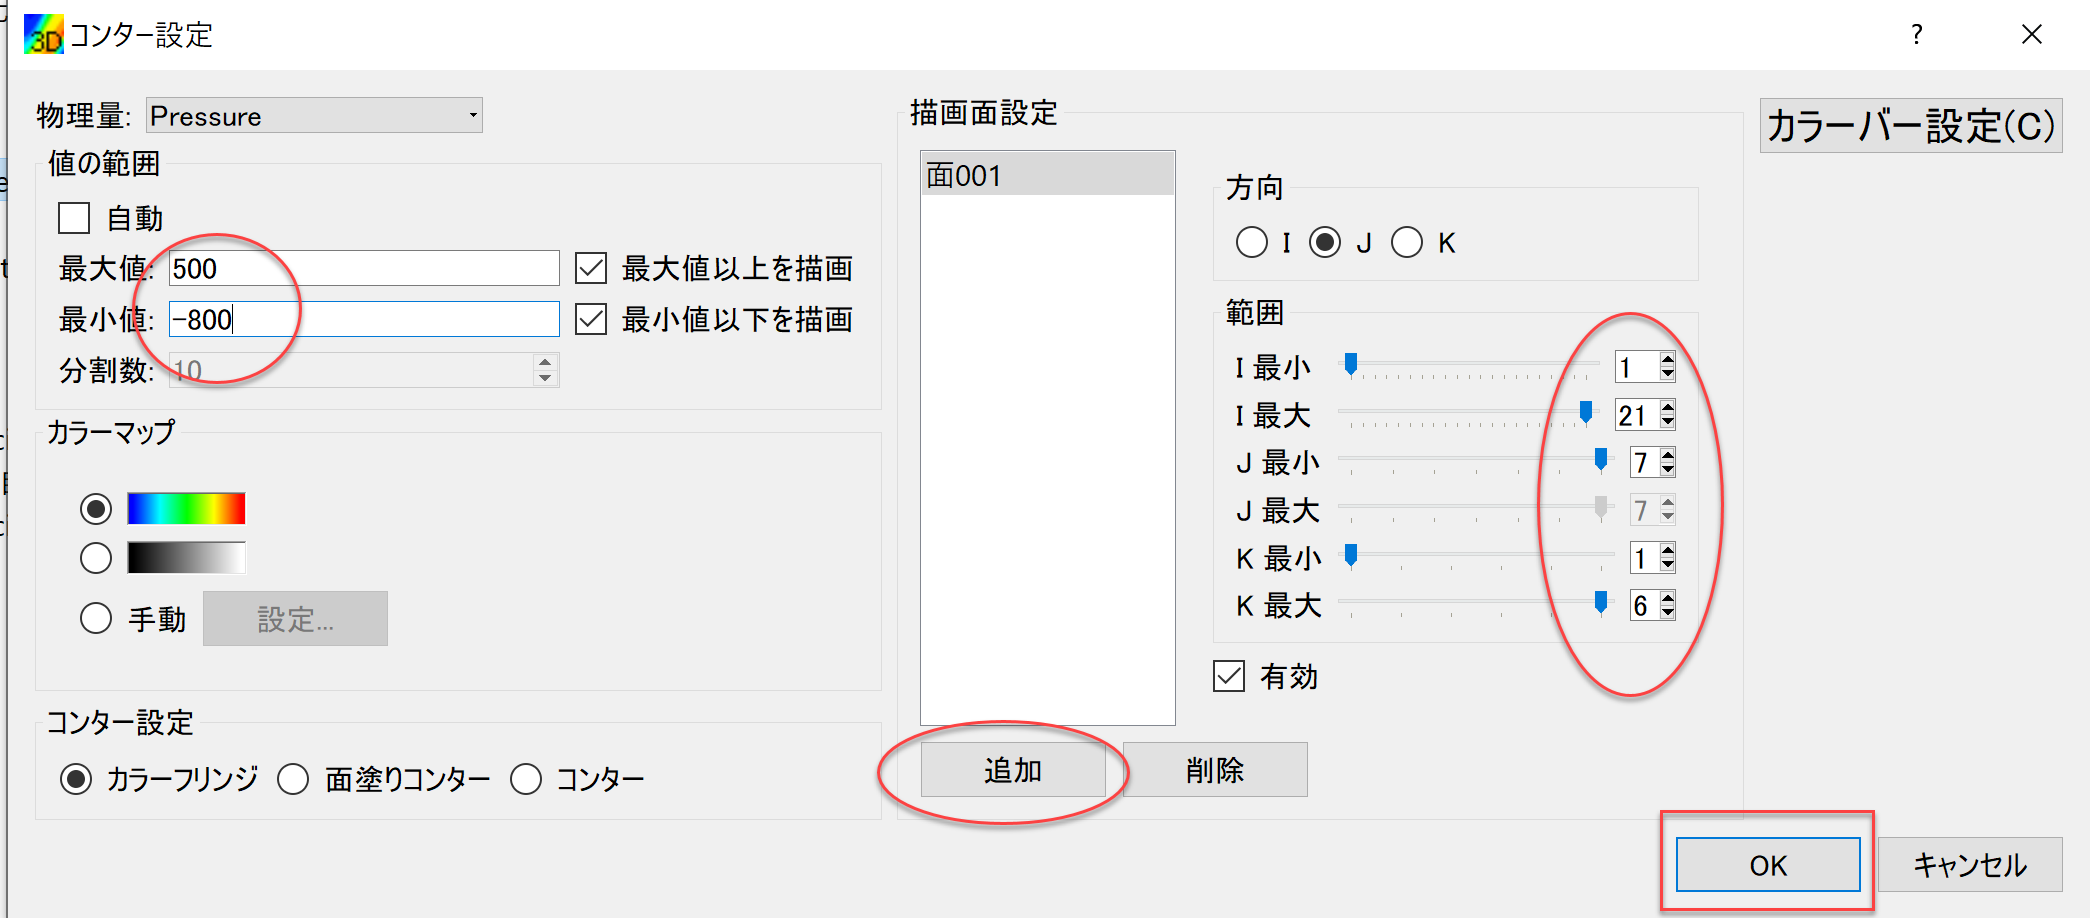 3D コンター設定
?
物理量: Pressure
値の範囲
自動
最大値: 500 最大値以上を描画
最小値: -800 最小値以下を描画
分割数: 10
カラーマップ
手動 設定...
コンター設定
カラーフリンジ 面塗りコンター コンター
描画面設定
面001
追加 削除
方向
I J K
範囲
I 最小 1
I 最大 21
J 最小 7
J 最大 7
K 最小 1
K 最大 6
有効
カラーバー設定(C)
OK キャンセル